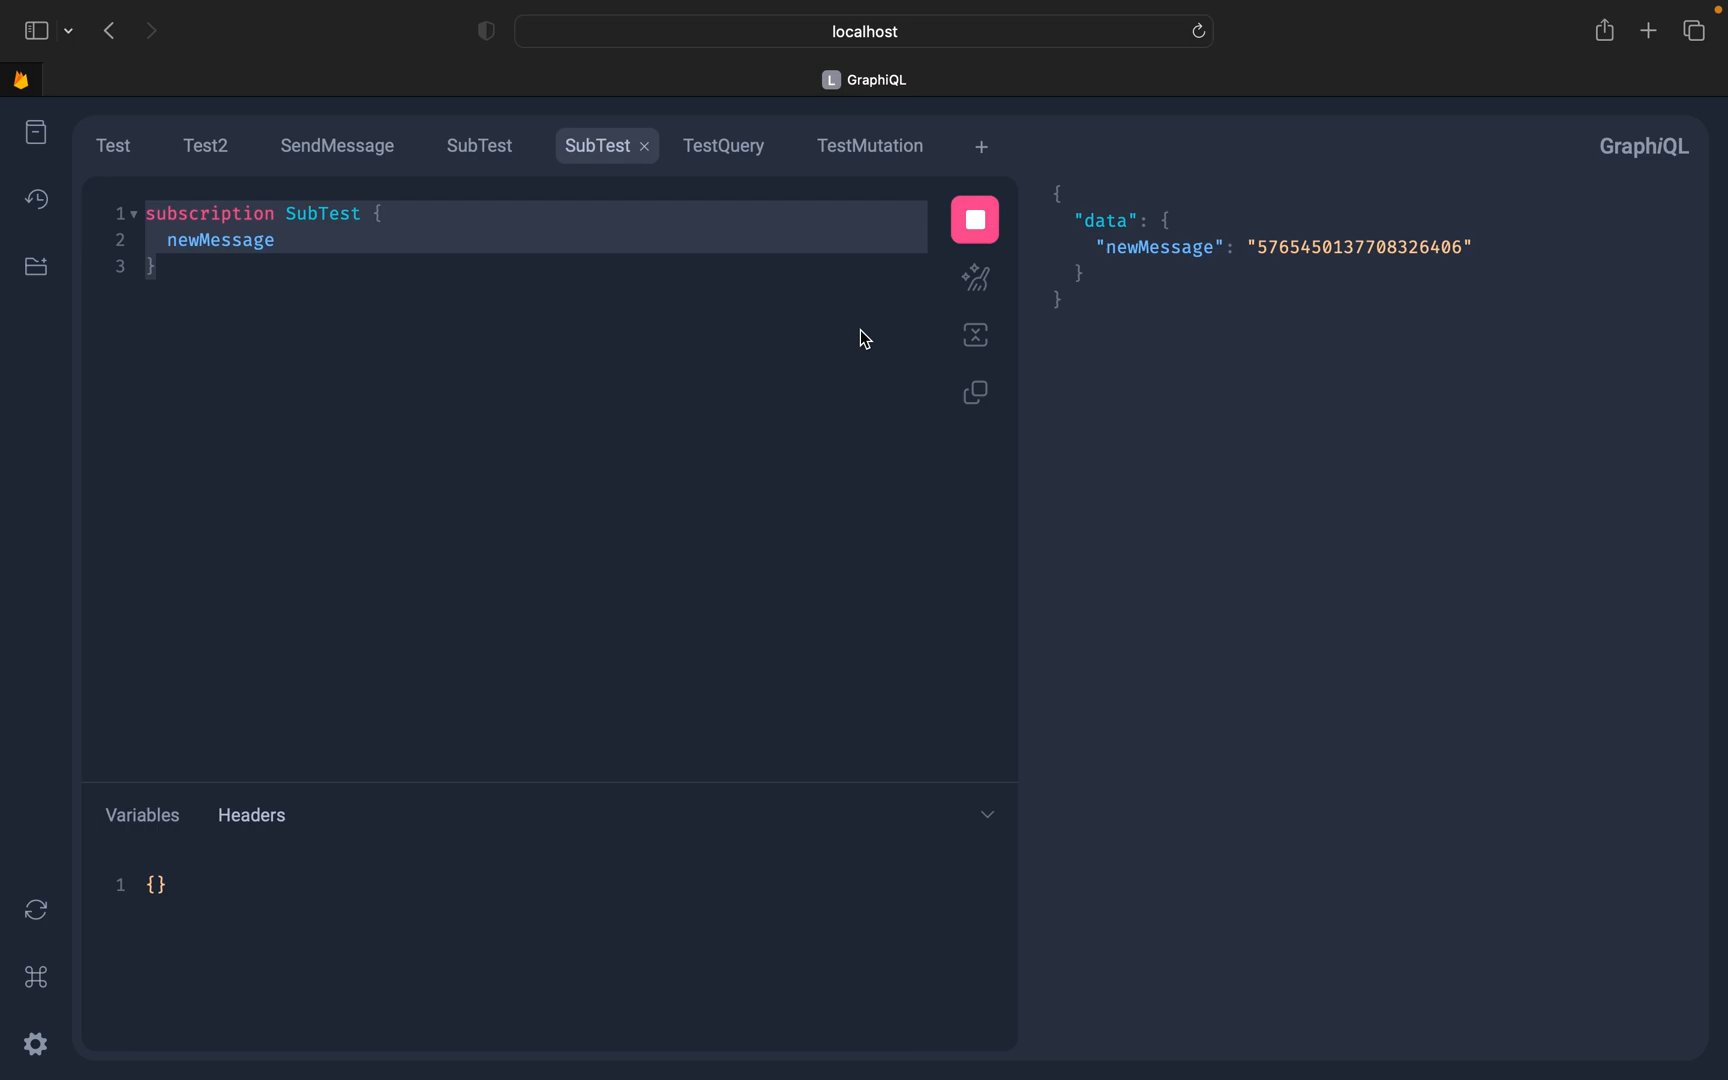 localhost
L GraphiQL
Test Test2 SendMessage SubTest SubTest × TestQuery TestMutation + GraphiQL
1 subscription SubTest {
2 newMessage
3 }
{
"data": {
"newMessage": "5765450137708326406"
}
}
Variables Headers
1 {}